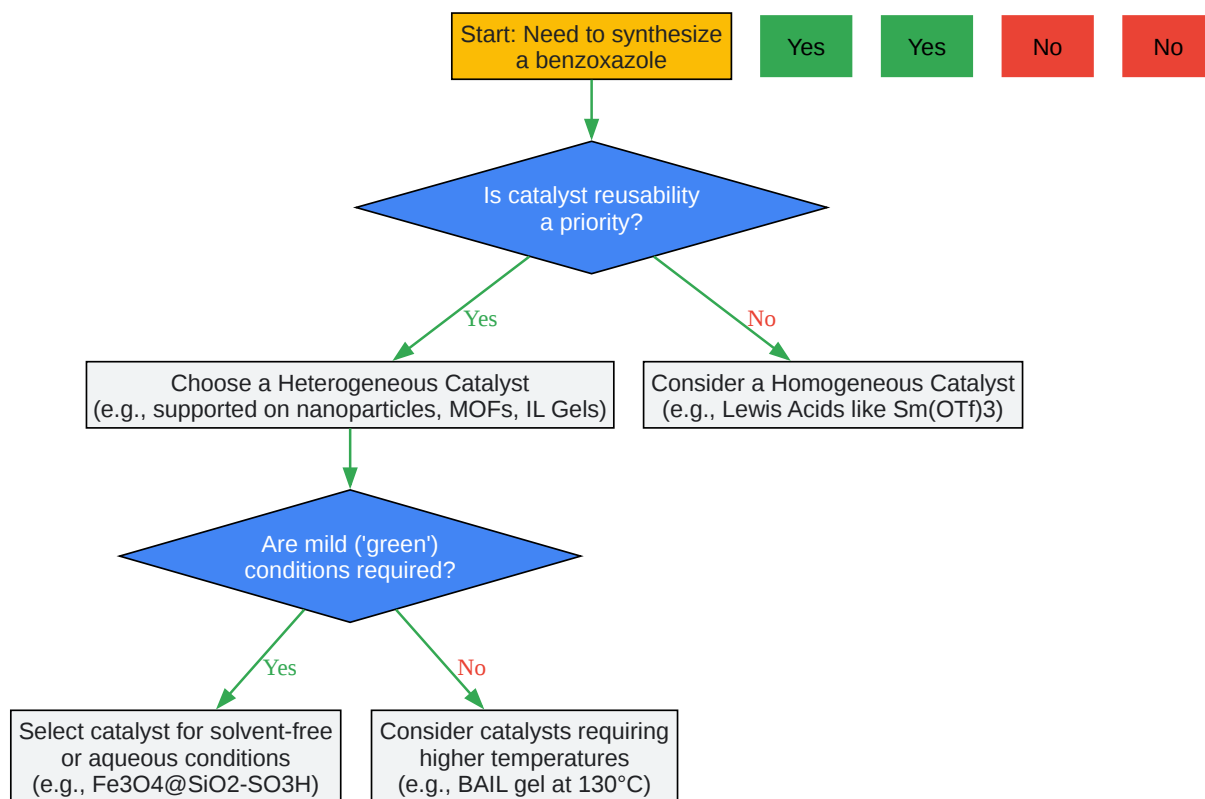 Start: Need to synthesize
a benzoxazole
Yes
Yes
No
No
Is catalyst reusability
a priority?
Yes
No
Choose a Heterogeneous Catalyst
(e.g., supported on nanoparticles, MOFs, IL Gels)
Consider a Homogeneous Catalyst
(e.g., Lewis Acids like Sm(OTf)3)
Are mild ('green')
conditions required?
Yes
No
Select catalyst for solvent-free
or aqueous conditions
(e.g., Fe3O4@SiO2-SO3H)
Consider catalysts requiring
higher temperatures
(e.g., BAIL gel at 130°C)